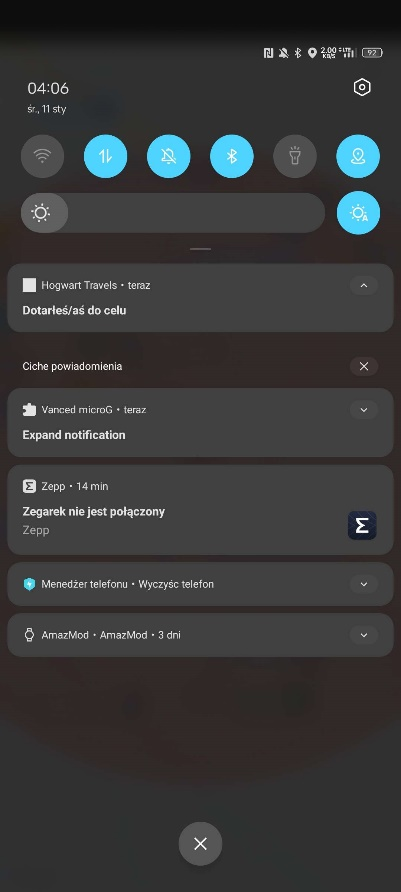 2.00 KB/S LTE 92
04:06
śr., 11 sty
A
Hogwart Travels • teraz
Dotarłeś/aś do celu
Ciche powiadomienia
Vanced microG • teraz
Expand notification
Zepp • 14 min
Zegarek nie jest połączony
Zepp
Menedżer telefonu • Wyczyść telefon
AmazMod • AmazMod • 3 dni